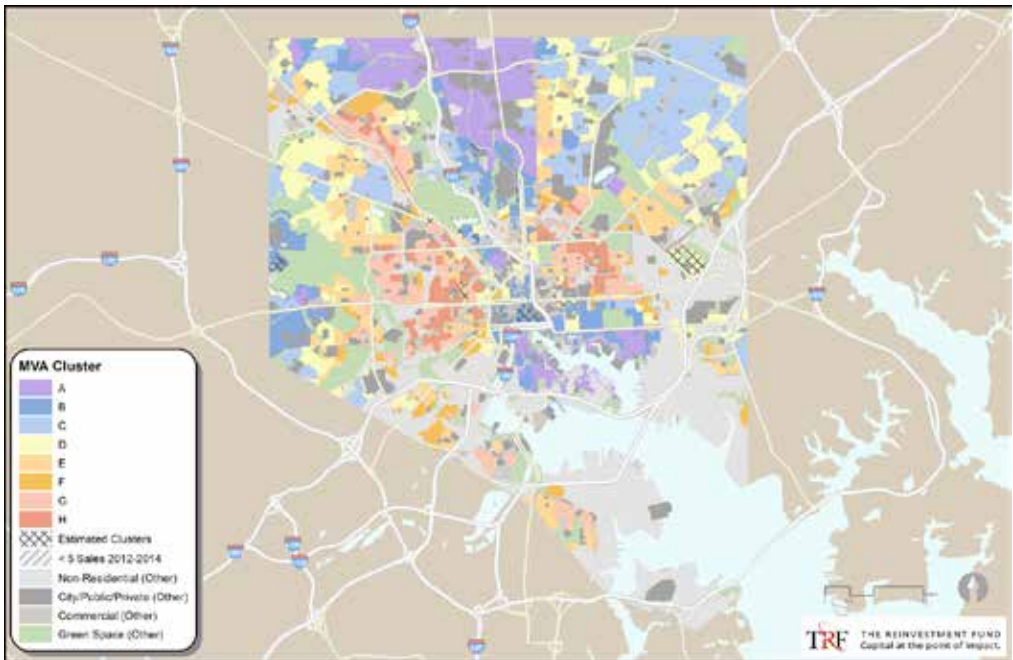 MVA Cluster
A
B
C
D
E
F
G
H
Estimated Clusters
< 5 Sales 2012-2014
Non-Residential (Other)
City/Public/Private (Other)
Commercial (Other)
Green Space (Other)
TRF THE REINVESTMENT FUND
Capital at the point of impact.